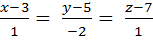 (x-3)/1 = (y-5)/(-2) = (z-7)/1